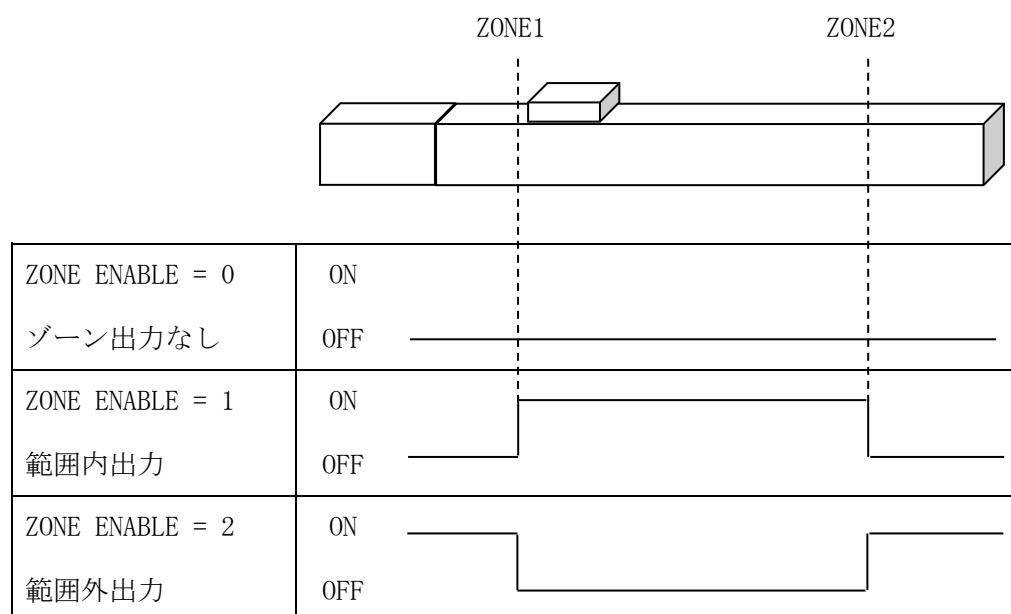 ZONE1 ZONE2
ZONE ENABLE = 0 ON
ゾーン出力なし OFF
ZONE ENABLE = 1 ON
範囲内出力 OFF
ZONE ENABLE = 2 ON
範囲外出力 OFF